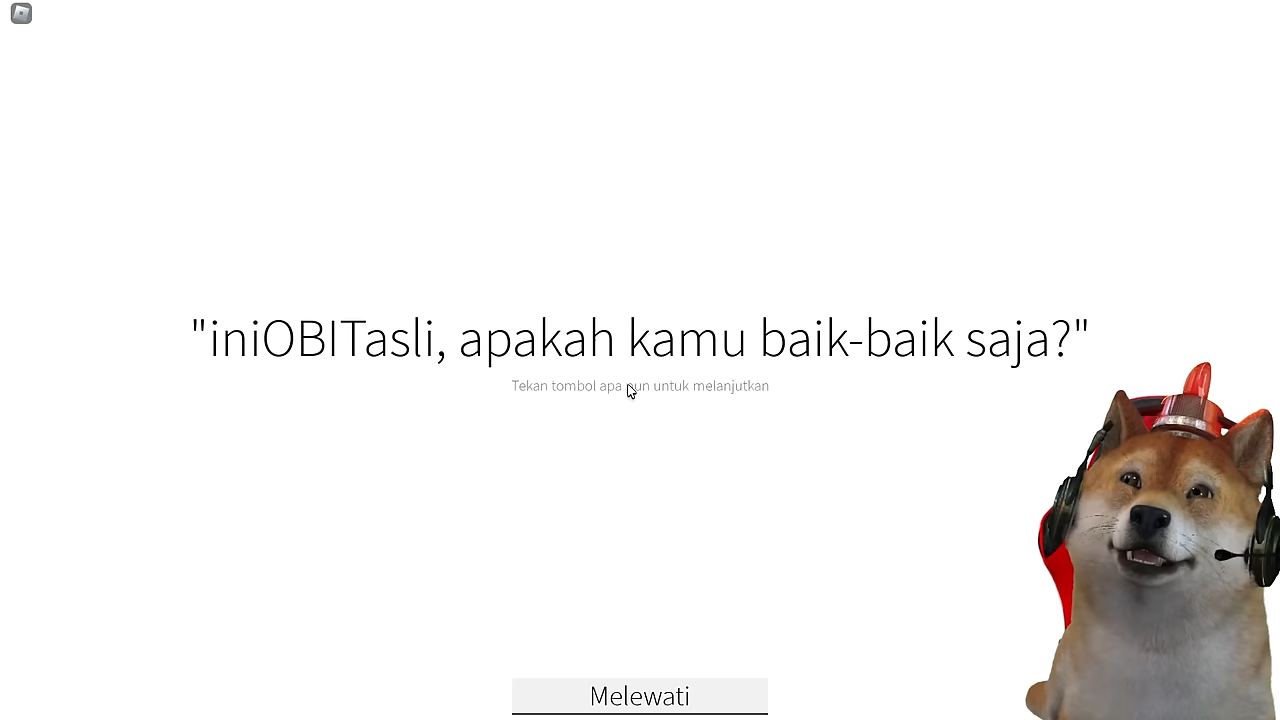 "iniOBITasli, apakah kamu baik-baik saja?"
Tekan tombol apa pun untuk melanjutkan
Melewati